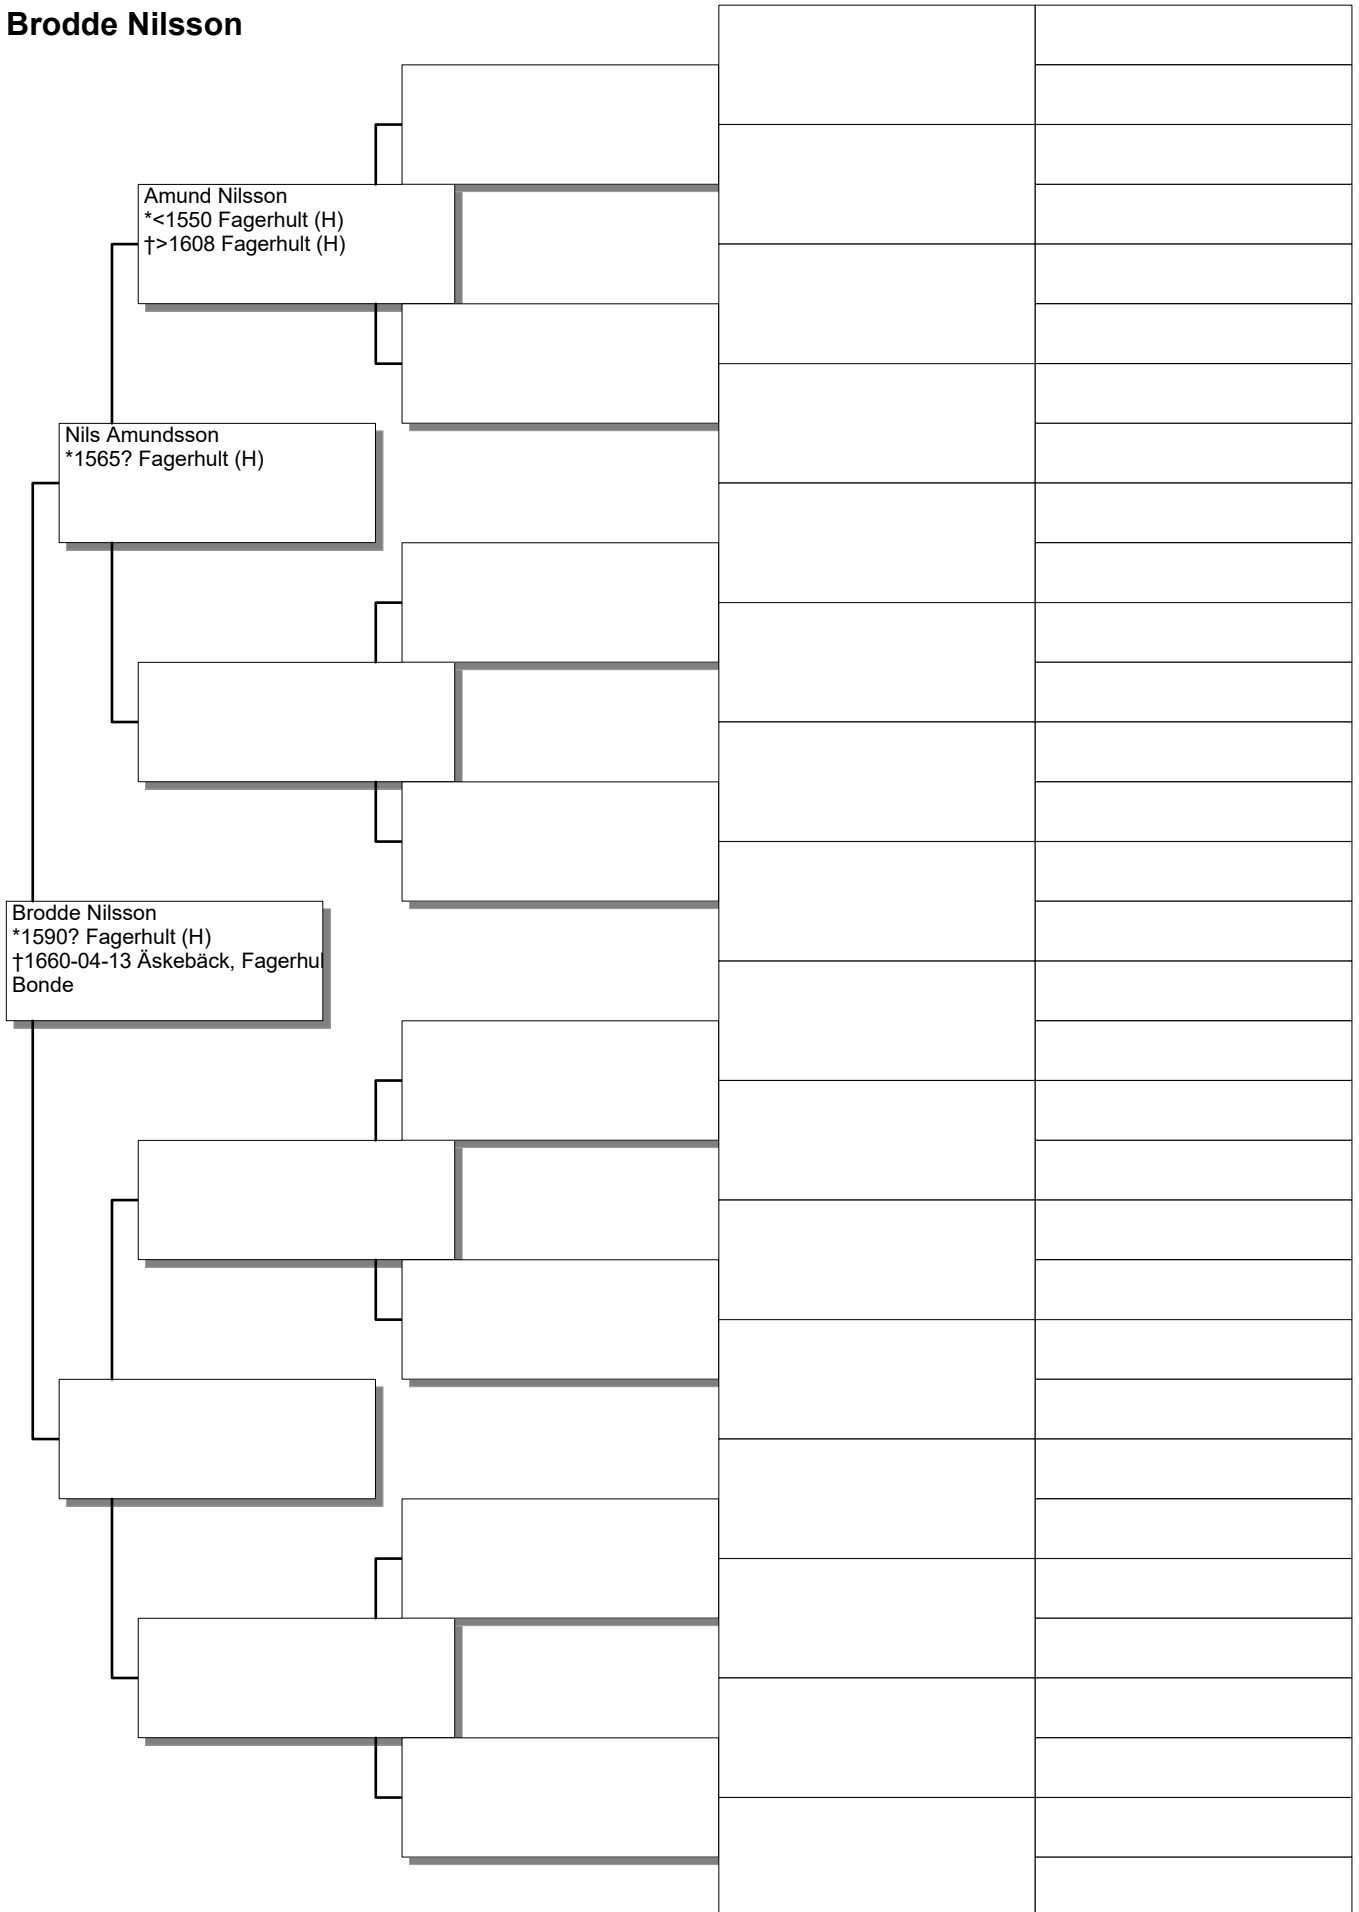 Brodde Nilsson
Amund Nilsson
*<1550 Fagerhult (H)
†>1608 Fagerhult (H)
Nils Amundsson
*1565? Fagerhult (H)
Brodde Nilsson
*1590? Fagerhult (H)
†1660-04-13 Äskebäck, Fagerhul
Bonde